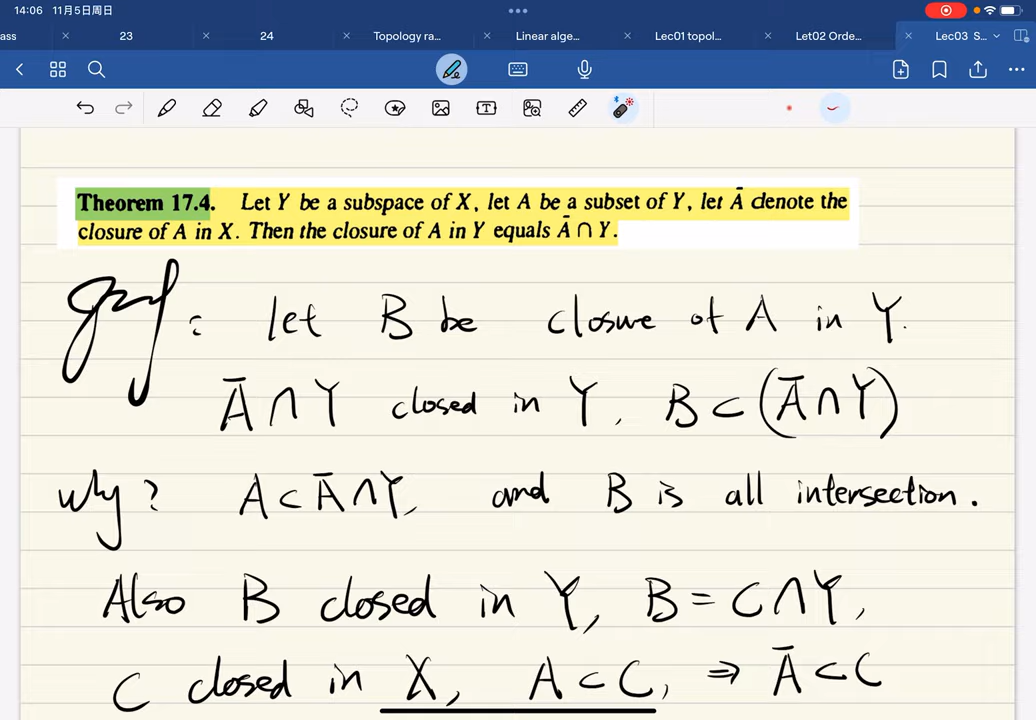 14:06 11月5日周日
ass 23 24 Topology ra... Linear alge... Lec01 topol... Let02 Orde... Lec03 S...
Theorem 17.4. Let Y be a subspace of X, let A be a subset of Y, let Ā denote the
closure of A in X. Then the closure of A in Y equals Ā ∩ Y.
proof: let B be closure of A in Y.
Ā ∩ Y closed in Y, B ⊂ (Ā ∩ Y)
why? A ⊂ Ā ∩ Y, and B is all intersection.
Also B closed in Y, B = C ∩ Y,
C closed in X, A ⊂ C, ⇒ Ā ⊂ C